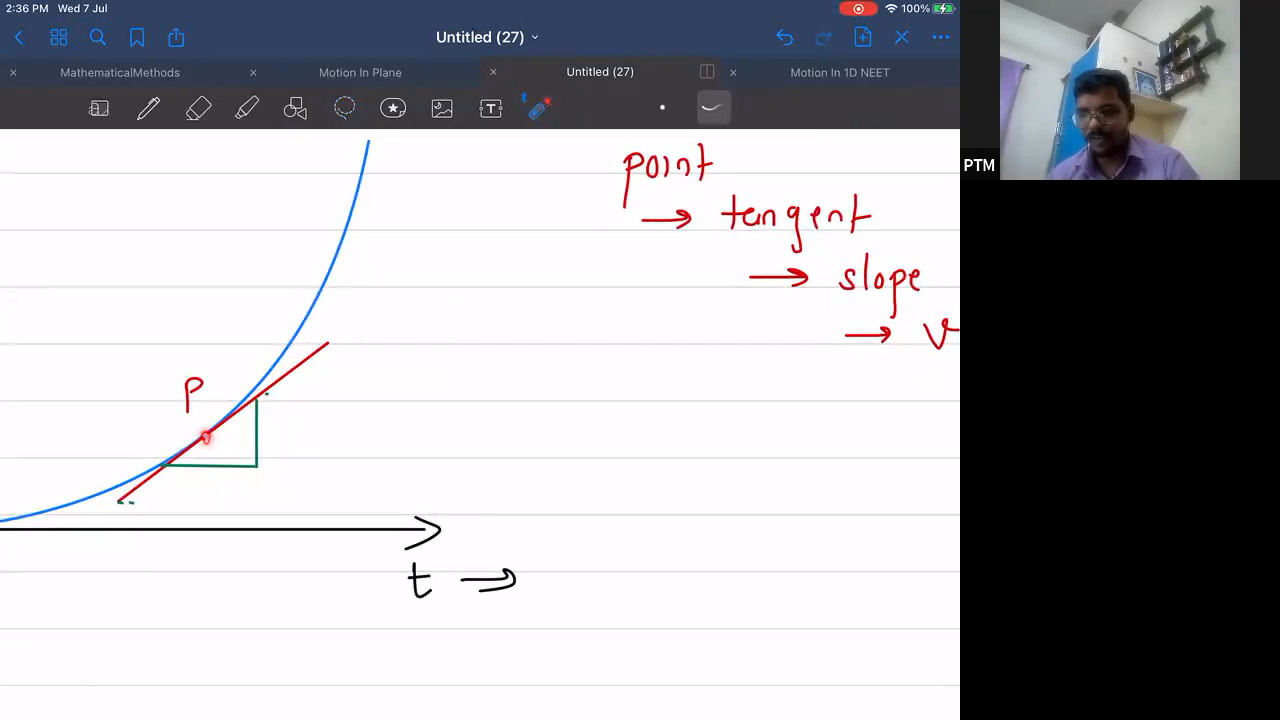 2:36 PM Wed 7 Jul
100%
Untitled (27)
MathematicalMethods
Motion In Plane
Untitled (27)
Motion In 1D NEET
T
point
→ tangent
→ slope
→ v
P
t →
PTM